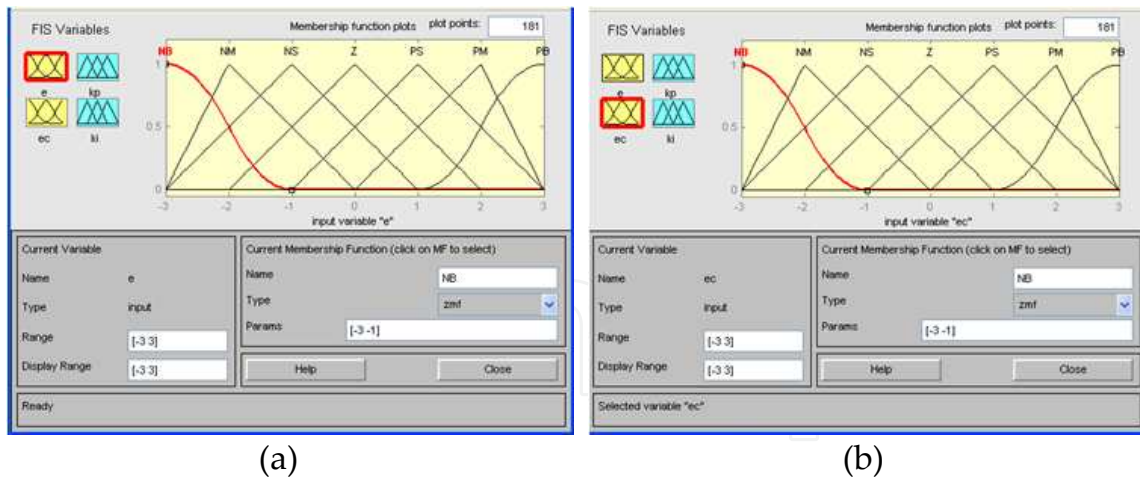 FIS Variables
Membership function plots plot points: 181
NB NM NS Z PS PM PB
e kp
ec ki
1
0.5
0
-3 -2 -1 0 1 2 3
input variable "e"
Current Variable
Name e
Type input
Range [-3 3]
Display Range [-3 3]
Current Membership Function (click on MF to select)
Name NB
Type zmf
Params [-3 -1]
Help Close
Ready
(a)
FIS Variables
Membership function plots plot points: 181
NB NM NS Z PS PM PB
e kp
ec ki
1
0.5
0
-3 -2 -1 0 1 2 3
input variable "ec"
Current Variable
Name ec
Type input
Range [-3 3]
Display Range [-3 3]
Current Membership Function (click on MF to select)
Name NB
Type zmf
Params [-3 -1]
Help Close
Selected variable "ec"
(b)